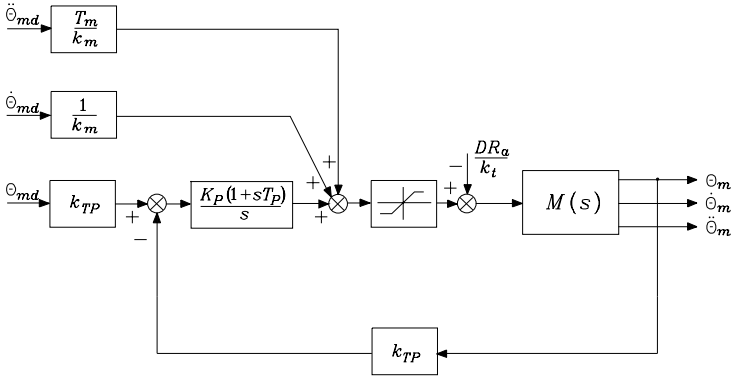 Θ̈md
Tm
km
Θ̇md
1
km
+
+
DRa
kt
−
Θmd
kTP
+
−
KP(1+sTP)
s
+
+
M(s)
Θm
Θ̇m
Θ̈m
kTP